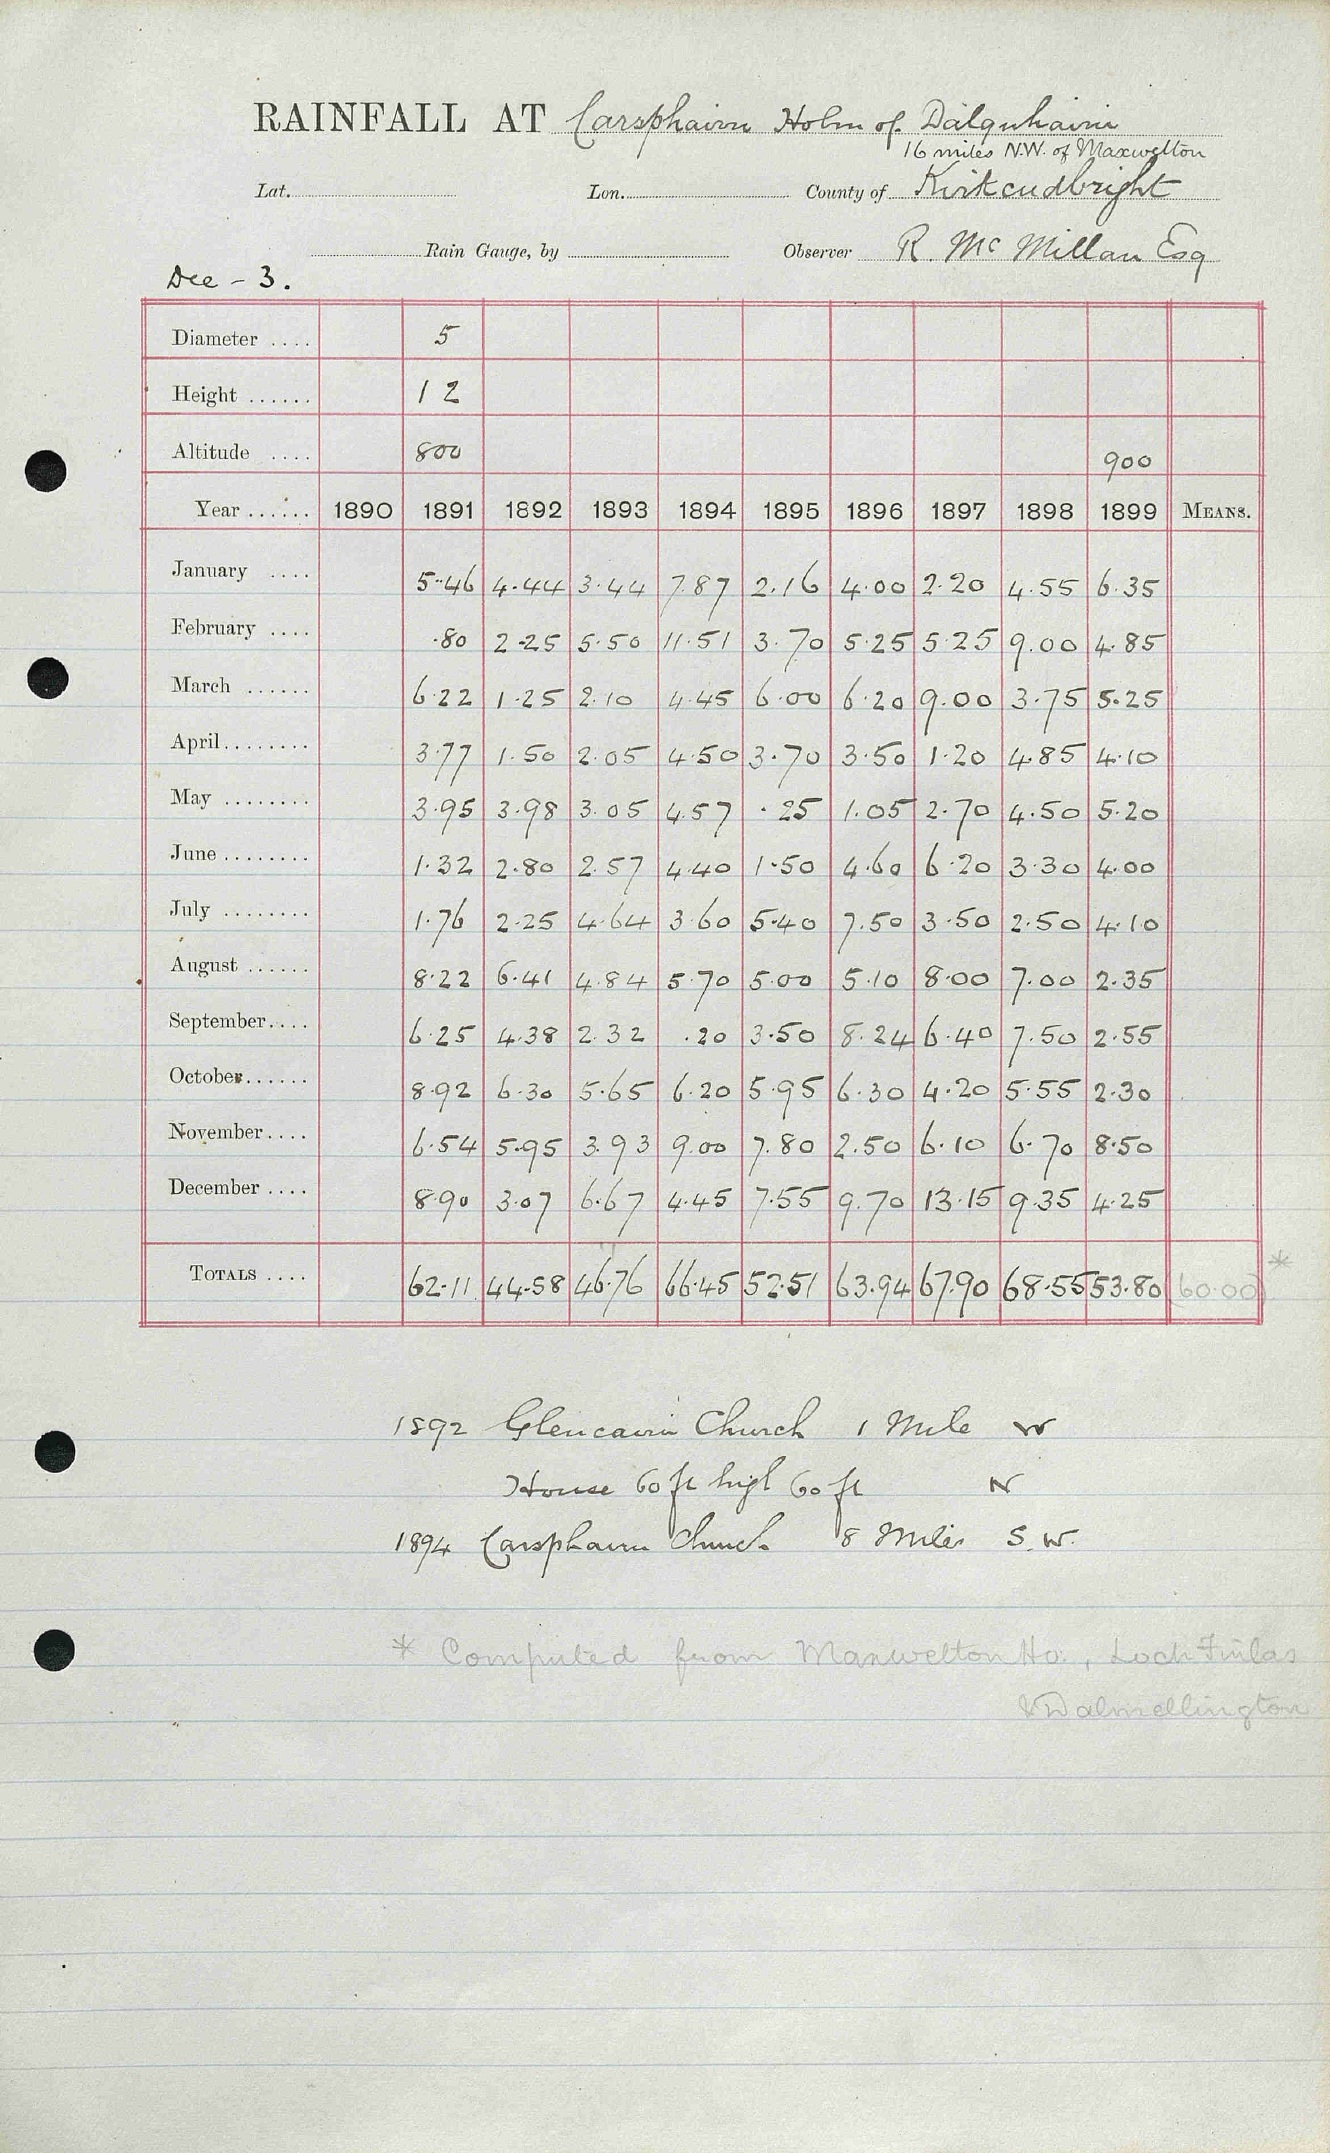 RAINFALL AT Carsphairn Holm of Dalquhairn
16 miles N.W. of Maxwelton
Lat. Lon. County of Kirkcudbright
Rain Gauge, by Observer R. McMillan Esq
Dee - 3.
Diameter .... 5
Height ...... 12
Altitude .... 800 900
Year ...... 1890 1891 1892 1893 1894 1895 1896 1897 1898 1899 MEANS.
January .... 5.46 4.44 3.44 7.87 2.16 4.00 2.20 4.55 6.35
February .... .80 2.25 5.50 11.51 3.70 5.25 5.25 9.00 4.85
March ...... 6.22 1.25 2.10 4.45 6.00 6.20 9.00 3.75 5.25
April........ 3.77 1.50 2.05 4.50 3.70 3.50 1.20 4.85 4.10
May ........ 3.95 3.98 3.05 4.57 .25 1.05 2.70 4.50 5.20
June ........ 1.32 2.80 2.57 4.40 1.50 4.60 6.20 3.30 4.00
July ........ 1.76 2.25 4.64 3.60 5.40 7.50 3.50 2.50 4.10
August ...... 8.22 6.41 4.84 5.70 5.00 5.10 8.00 7.00 2.35
September.... 6.25 4.38 2.32 .20 3.50 8.24 6.40 7.50 2.55
October...... 8.92 6.30 5.65 6.20 5.95 6.30 4.20 5.55 2.30
November.... 6.54 5.95 3.93 9.00 7.80 2.50 6.10 6.70 8.50
December .... 8.90 3.07 6.67 4.45 7.55 9.70 13.15 9.35 4.25
TOTALS .... 62.11 44.58 46.76 66.45 52.51 63.94 67.90 68.55 53.80 (60.00) *
1892 Glencairn Church 1 Mile W
House 60 ft high 60 ft N
1894 Carsphairn Church 8 Miles S.W.
* Computed from Maxwelton Ho., Loch Finlas
& Dalmellington